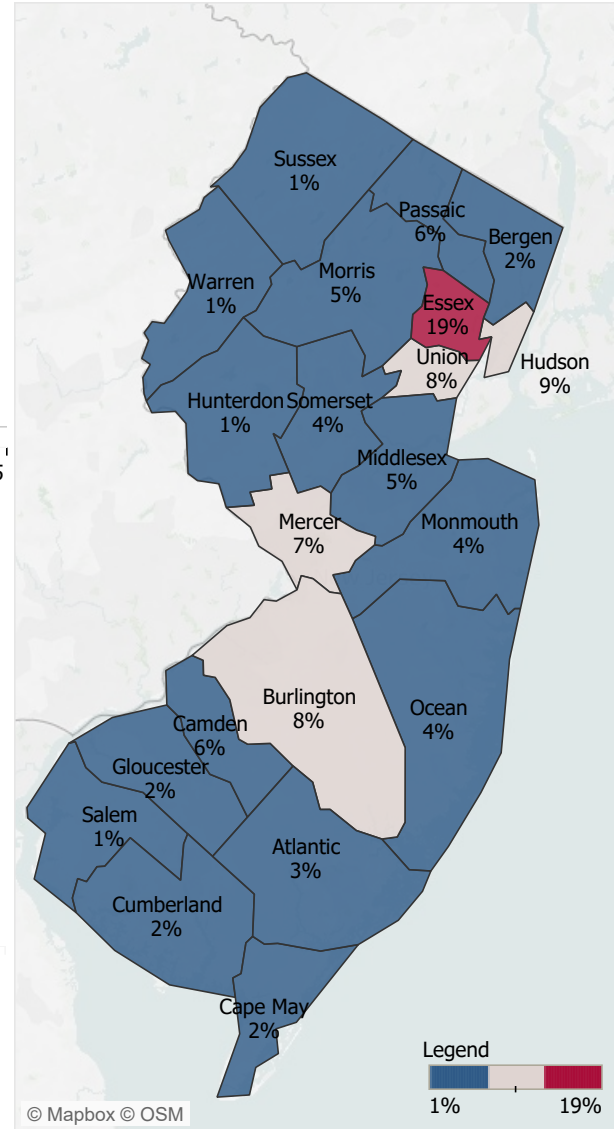 Sussex
1%
Passaic
6%
Bergen
2%
Warren
1%
Morris
5%
Essex
19%
Union
8%
Hudson
9%
Hunterdon
1%
Somerset
4%
Middlesex
5%
Mercer
7%
Monmouth
4%
Burlington
8%
Ocean
4%
Camden
6%
Gloucester
2%
Salem
1%
Atlantic
3%
Cumberland
2%
Cape May
2%
Legend
1% 19%
© Mapbox © OSM